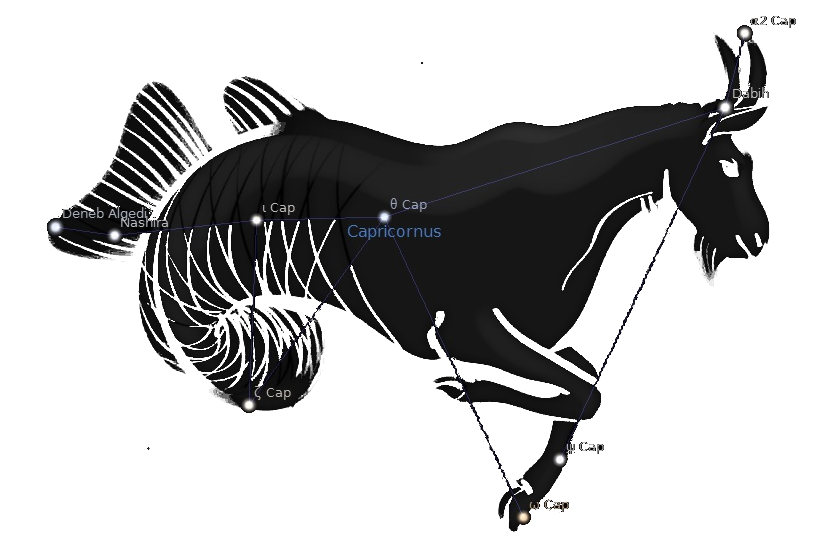 α2 Cap
Dabih
θ Cap
ι Cap
Deneb Algedi
Nashira
Capricornus
ζ Cap
ψ Cap
ω Cap